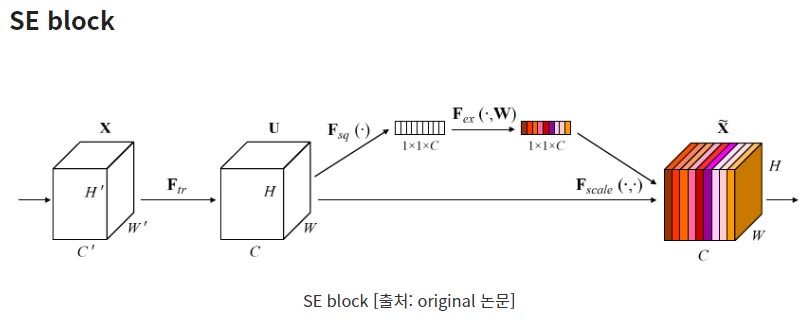 SE block
X
U
F_sq (·)
F_ex (·,W)
1×1×C
1×1×C
X̃
H'
W'
C'
F_tr
H
W
C
F_scale (·,·)
H
W
C
SE block [출처: original 논문]